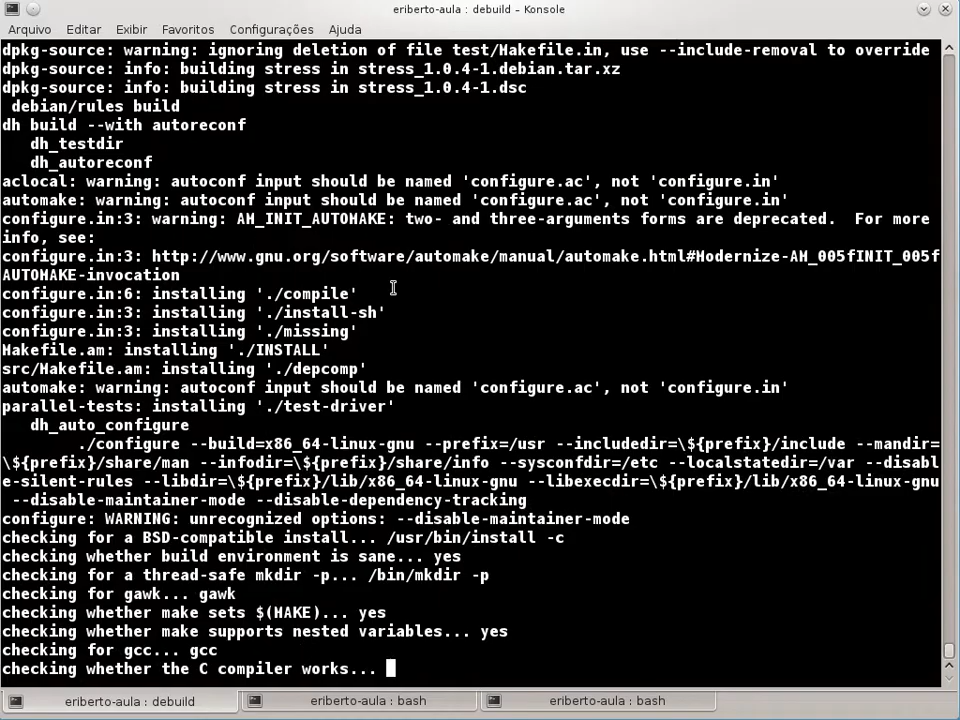 eriberto-aula : debuild – Konsole
Arquivo Editar Exibir Favoritos Configurações Ajuda
dpkg-source: warning: ignoring deletion of file test/Makefile.in, use --include-removal to override
dpkg-source: info: building stress in stress_1.0.4-1.debian.tar.xz
dpkg-source: info: building stress in stress_1.0.4-1.dsc
 debian/rules build
dh build --with autoreconf
   dh_testdir
   dh_autoreconf
aclocal: warning: autoconf input should be named 'configure.ac', not 'configure.in'
automake: warning: autoconf input should be named 'configure.ac', not 'configure.in'
configure.in:3: warning: AM_INIT_AUTOMAKE: two- and three-arguments forms are deprecated.  For more
info, see:
configure.in:3: http://www.gnu.org/software/automake/manual/automake.html#Modernize-AM_005fINIT_005f
AUTOMAKE-invocation
configure.in:6: installing './compile'
configure.in:3: installing './install-sh'
configure.in:3: installing './missing'
Makefile.am: installing './INSTALL'
src/Makefile.am: installing './depcomp'
automake: warning: autoconf input should be named 'configure.ac', not 'configure.in'
parallel-tests: installing './test-driver'
   dh_auto_configure
        ./configure --build=x86_64-linux-gnu --prefix=/usr --includedir=\${prefix}/include --mandir=
\${prefix}/share/man --infodir=\${prefix}/share/info --sysconfdir=/etc --localstatedir=/var --disabl
e-silent-rules --libdir=\${prefix}/lib/x86_64-linux-gnu --libexecdir=\${prefix}/lib/x86_64-linux-gnu
 --disable-maintainer-mode --disable-dependency-tracking
configure: WARNING: unrecognized options: --disable-maintainer-mode
checking for a BSD-compatible install... /usr/bin/install -c
checking whether build environment is sane... yes
checking for a thread-safe mkdir -p... /bin/mkdir -p
checking for gawk... gawk
checking whether make sets $(MAKE)... yes
checking whether make supports nested variables... yes
checking for gcc... gcc
checking whether the C compiler works...
eriberto-aula : debuild
eriberto-aula : bash
eriberto-aula : bash